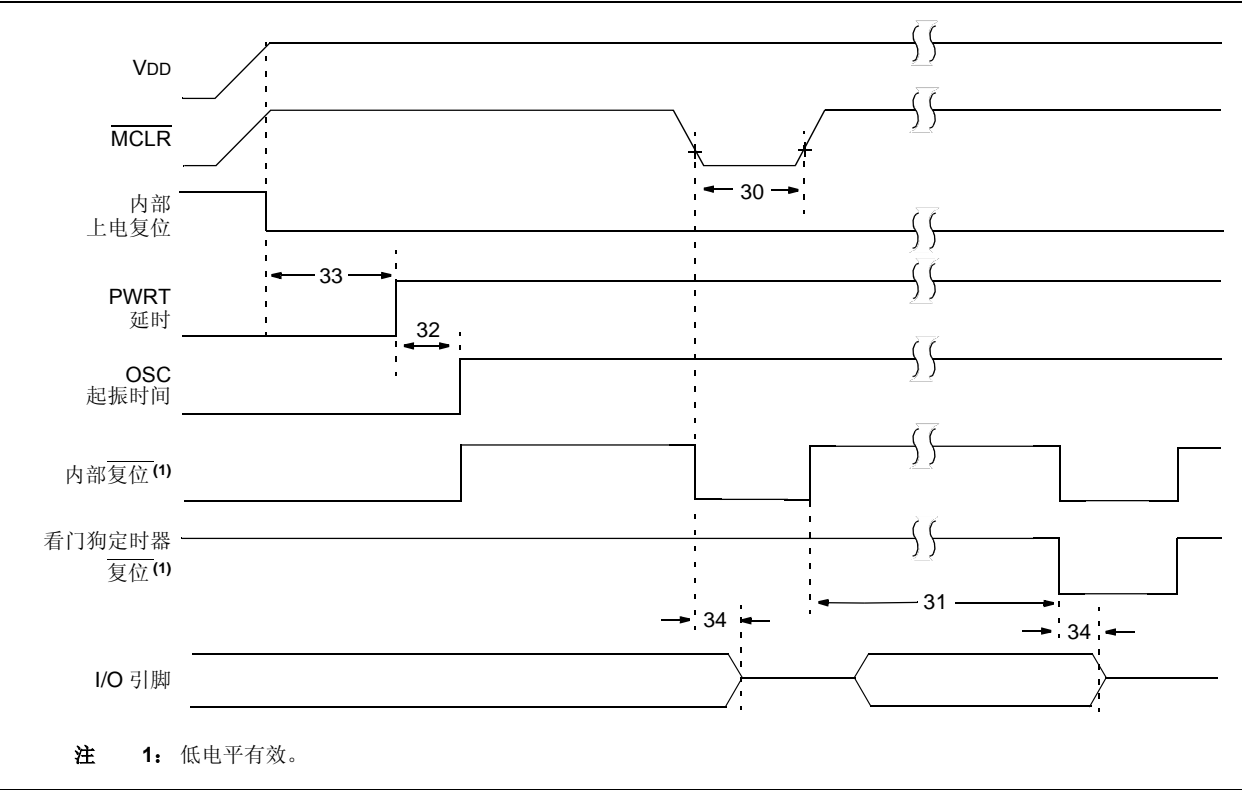 VDD
MCLR
30
内部
上电复位
33
PWRT
延时
32
OSC
起振时间
内部复位(1)
看门狗定时器
复位(1)
31
34
34
I/O 引脚
注 1: 低电平有效。